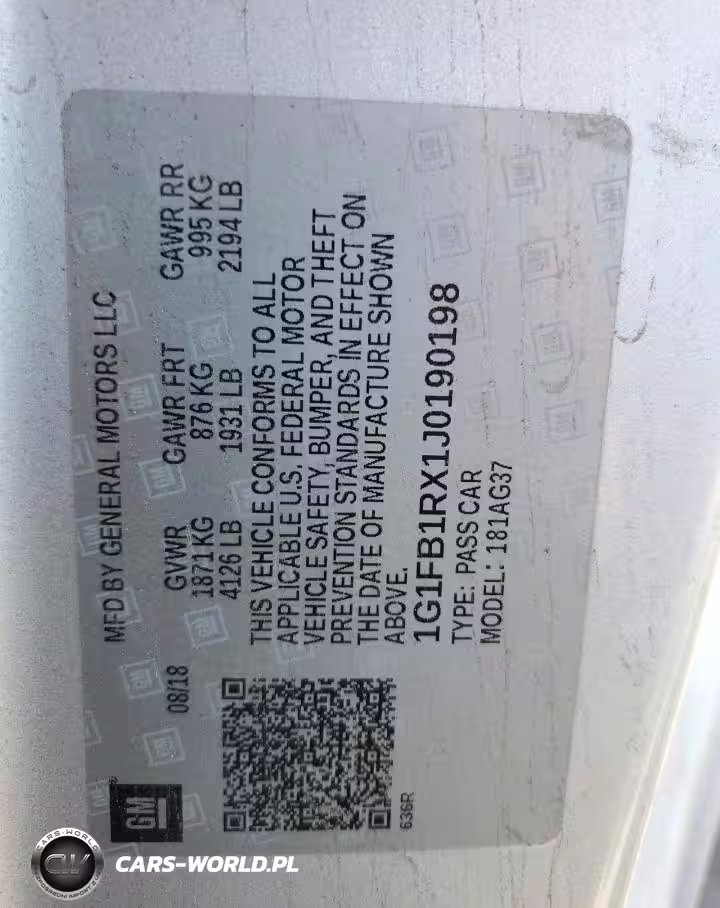 GM
08/18
MFD BY GENERAL MOTORS LLC
GVWR GAWR FRT GAWR RR
1871 KG 876 KG 995 KG
4126 LB 1931 LB 2194 LB
THIS VEHICLE CONFORMS TO ALL
APPLICABLE U.S. FEDERAL MOTOR
VEHICLE SAFETY, BUMPER, AND THEFT
PREVENTION STANDARDS IN EFFECT ON
THE DATE OF MANUFACTURE SHOWN
ABOVE.
1G1FB1RX1J0190198
TYPE: PASS CAR
MODEL: 181AG37
636R
CARS-WORLD
CW
CARS-WORLD.PL